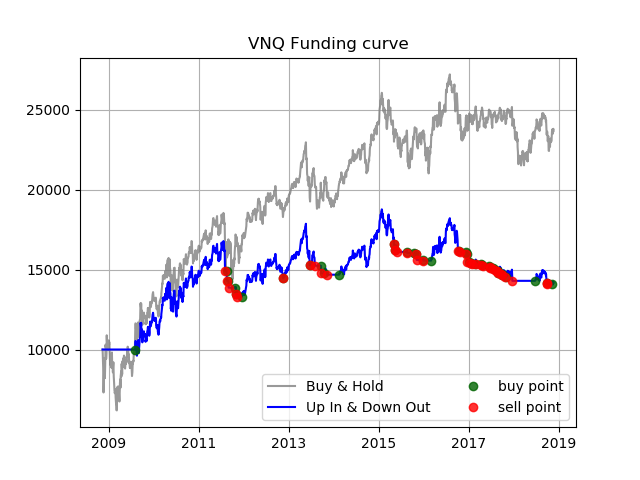 VNQ Funding curve
25000
20000
15000
10000
2009 2011 2013 2015 2017 2019
Buy & Hold
Up In & Down Out
buy point
sell point